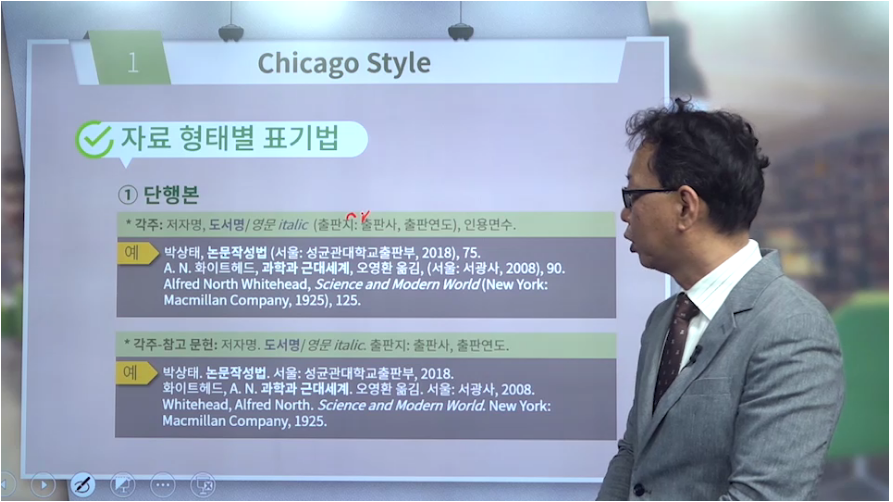 1
Chicago Style
자료 형태별 표기법
① 단행본
* 각주: 저자명, 도서명/영문 italic (출판지: 출판사, 출판연도), 인용면수.
예
박상태, 논문작성법 (서울: 성균관대학교출판부, 2018), 75.
A. N. 화이트헤드, 과학과 근대세계, 오영환 옮김, (서울: 서광사, 2008), 90.
Alfred North Whitehead, Science and Modern World (New York:
Macmillan Company, 1925), 125.
* 각주-참고 문헌: 저자명. 도서명/영문 italic. 출판지: 출판사, 출판연도.
예
박상태. 논문작성법. 서울: 성균관대학교출판부, 2018.
화이트헤드, A. N. 과학과 근대세계. 오영환 옮김. 서울: 서광사, 2008.
Whitehead, Alfred North. Science and Modern World. New York:
Macmillan Company, 1925.